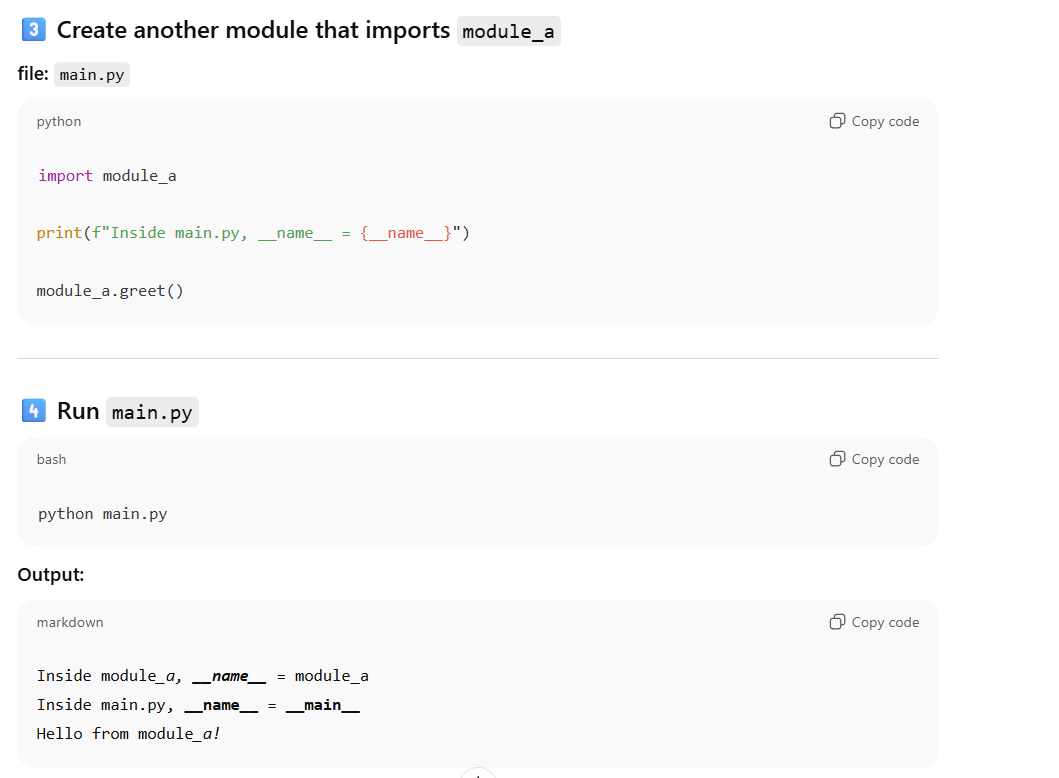 3 Create another module that imports module_a
file: main.py
python Copy code
import module_a
print(f"Inside main.py, __name__ = {__name__}")
module_a.greet()
4 Run main.py
bash Copy code
python main.py
Output:
markdown Copy code
Inside module_a, __name__ = module_a
Inside main.py, __name__ = __main__
Hello from module_a!